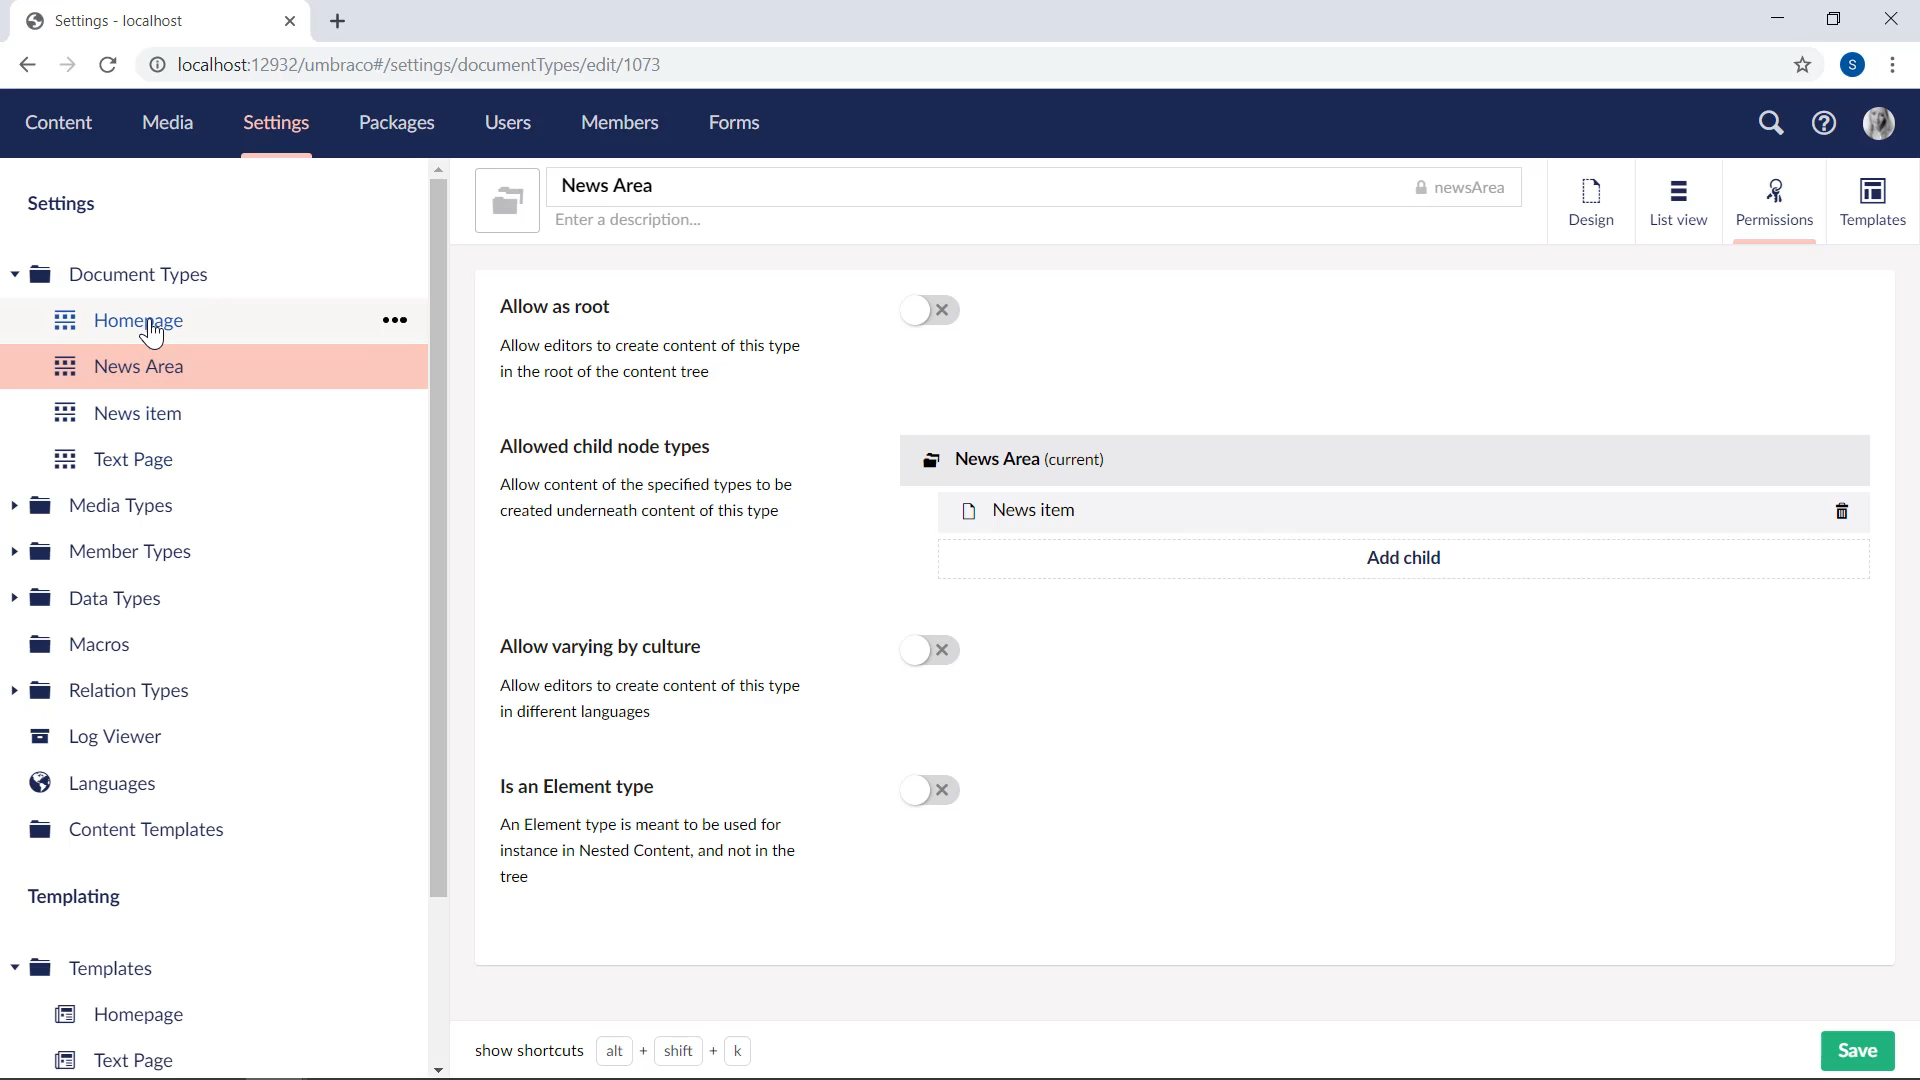 Settings - localhost
localhost:12932/umbraco#/settings/documentTypes/edit/1073
S
Content Media Settings Packages Users Members Forms
Settings
Document Types
Homepage
News Area
News item
Text Page
Media Types
Member Types
Data Types
Macros
Relation Types
Log Viewer
Languages
Content Templates
Templating
Templates
Homepage
Text Page
News Area
newsArea
Enter a description...
Design
List view
Permissions
Templates
Allow as root
Allow editors to create content of this type
in the root of the content tree
Allowed child node types
Allow content of the specified types to be
created underneath content of this type
News Area (current)
News item
Add child
Allow varying by culture
Allow editors to create content of this type
in different languages
Is an Element type
An Element type is meant to be used for
instance in Nested Content, and not in the
tree
show shortcuts alt + shift + k
Save